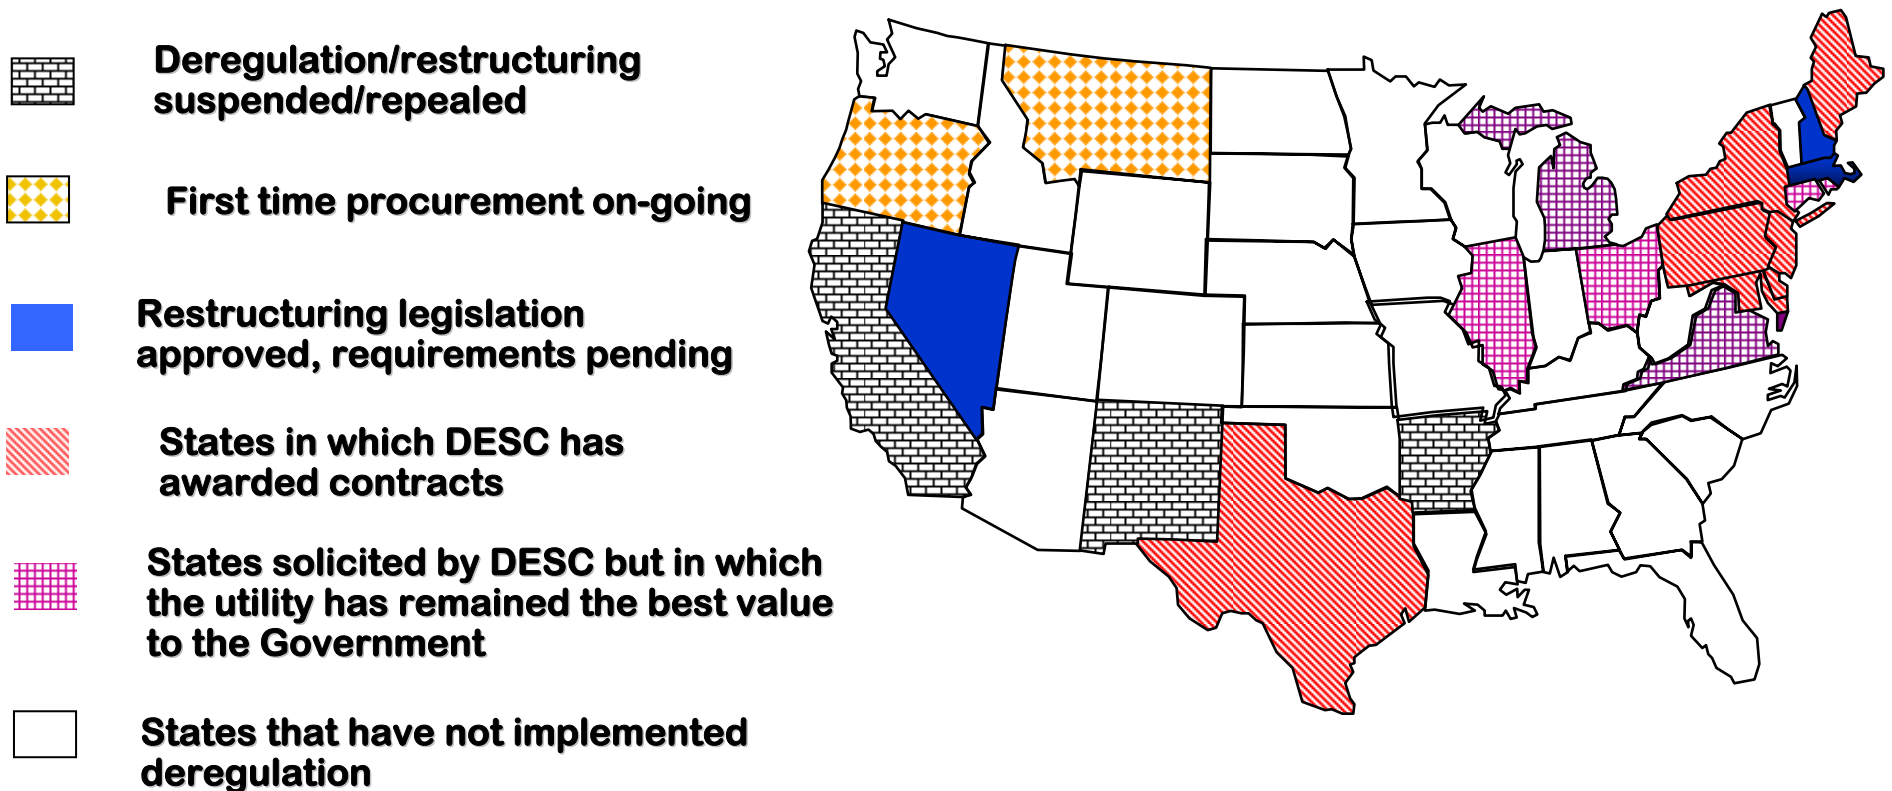 Deregulation/restructuring
suspended/repealed
First time procurement on-going
Restructuring legislation
approved, requirements pending
States in which DESC has
awarded contracts
States solicited by DESC but in which
the utility has remained the best value
to the Government
States that have not implemented
deregulation